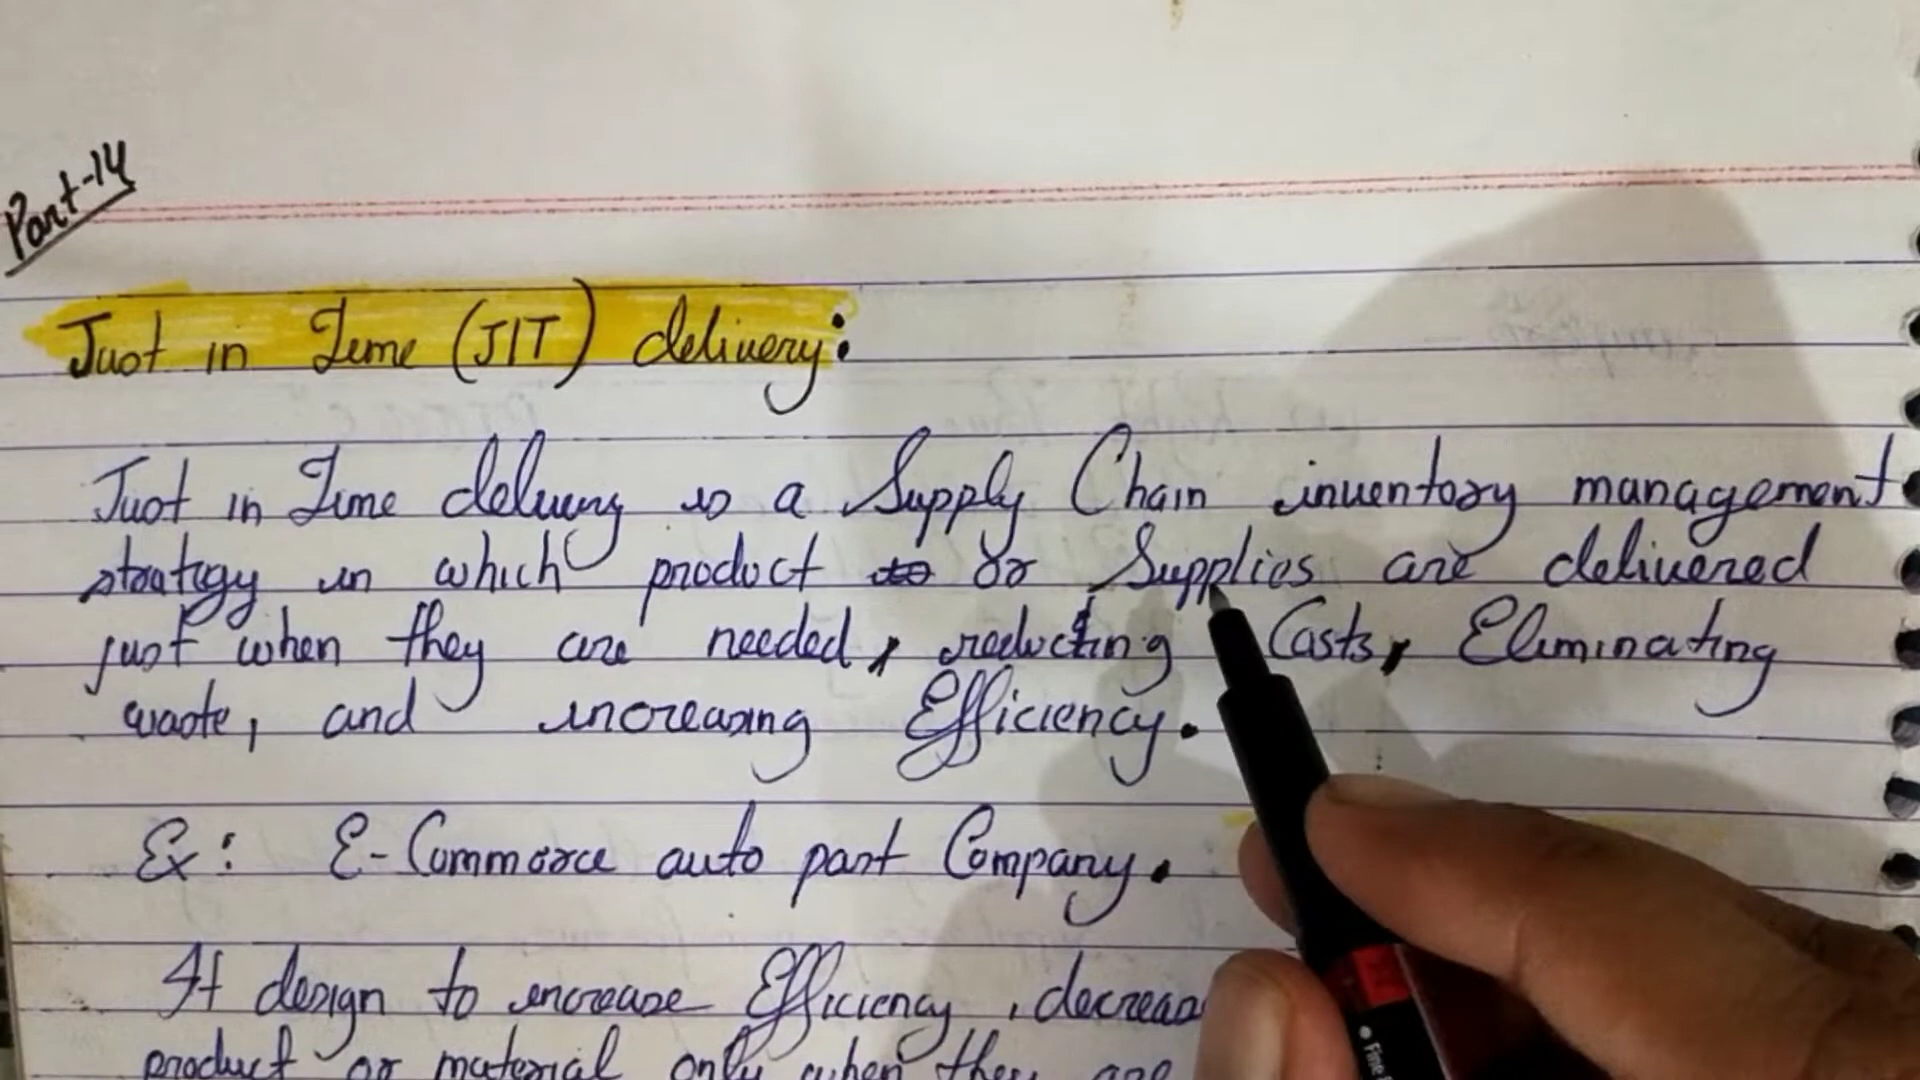 Part-14
Just in Time (JIT) delivery:
Just in Time delivery is a Supply Chain inventory management
strategy in which product or Supplies are delivered
just when they are needed, reducting Costs, Eliminating
waste, and increasing Efficiency.
Ex: E-Commerce auto part Company.
It design to increase Efficiency, decreas
product or material only when they are
Fine